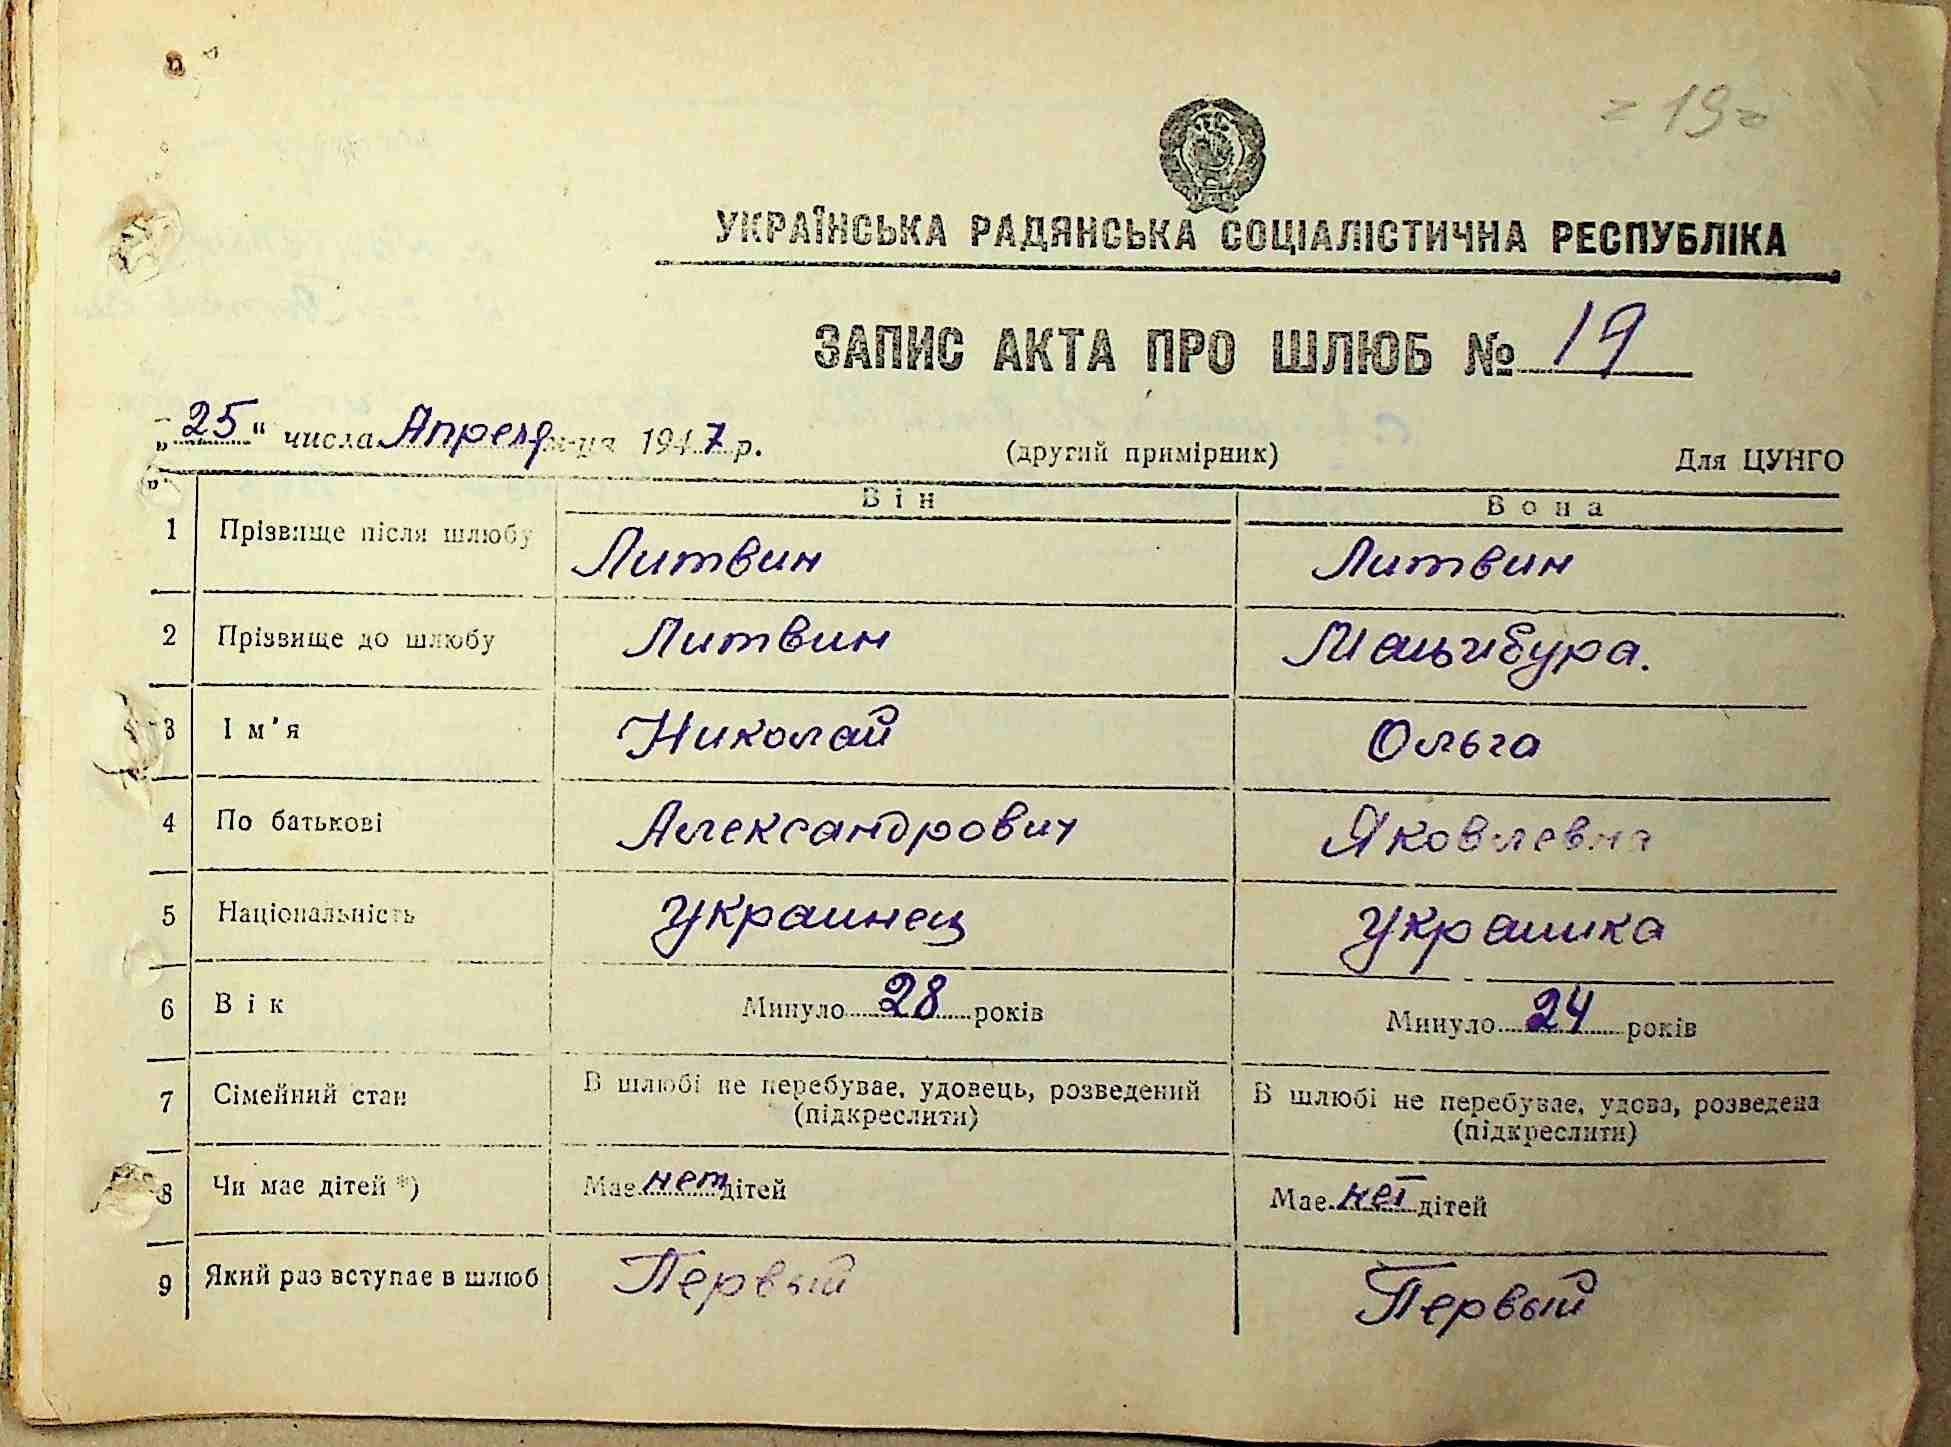 = 19 =
УКРАЇНСЬКА РАДЯНСЬКА СОЦІАЛІСТИЧНА РЕСПУБЛІКА
ЗАПИС АКТА ПРО ШЛЮБ № 19
„25“ числа Апреля м-ця 1947 р. (другий примірник) Для ЦУНГО
Він Вона
1 Прізвище після шлюбу Литвин Литвин
2 Прізвище до шлюбу Литвин
3 Ім'я Николай Ольга
4 По батькові Александрович Яковлевна
5 Національність Украинец Украинка
6 Вік Минуло 28 років Минуло 24 років
7 Сімейний стан В шлюбі не перебуває, удовець, розведений (підкреслити) В шлюбі не перебуває, удова, розведена (підкреслити)
8 Чи має дітей *) Має нет дітей Має нет дітей
9 Який раз вступає в шлюб Первый Первый